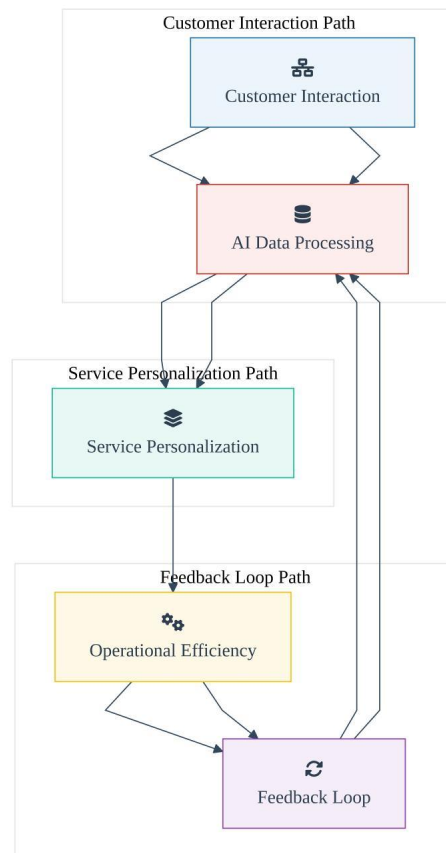 Customer Interaction Path
Customer Interaction
AI Data Processing
Service Personalization Path
Service Personalization
Feedback Loop Path
Operational Efficiency
Feedback Loop